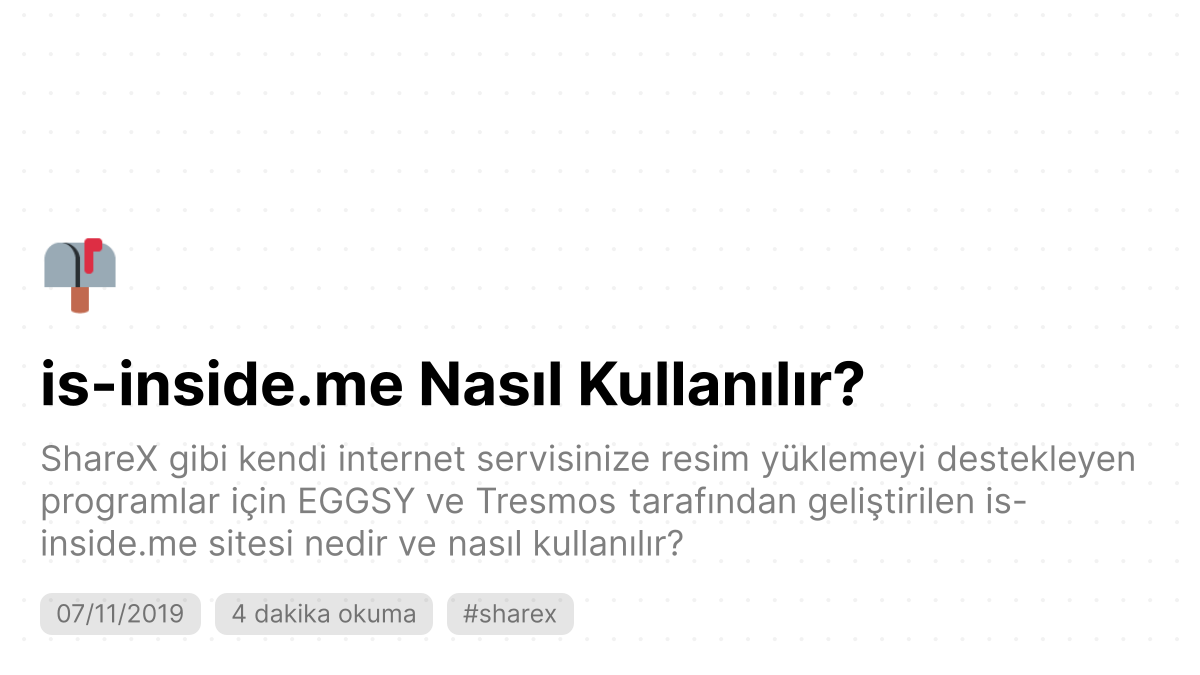 is-inside.me Nasıl Kullanılır?
ShareX gibi kendi internet servisinize resim yüklemeyi destekleyen
programlar için EGGSY ve Tresmos tarafından geliştirilen is-
inside.me sitesi nedir ve nasıl kullanılır?
07/11/2019 4 dakika okuma #sharex